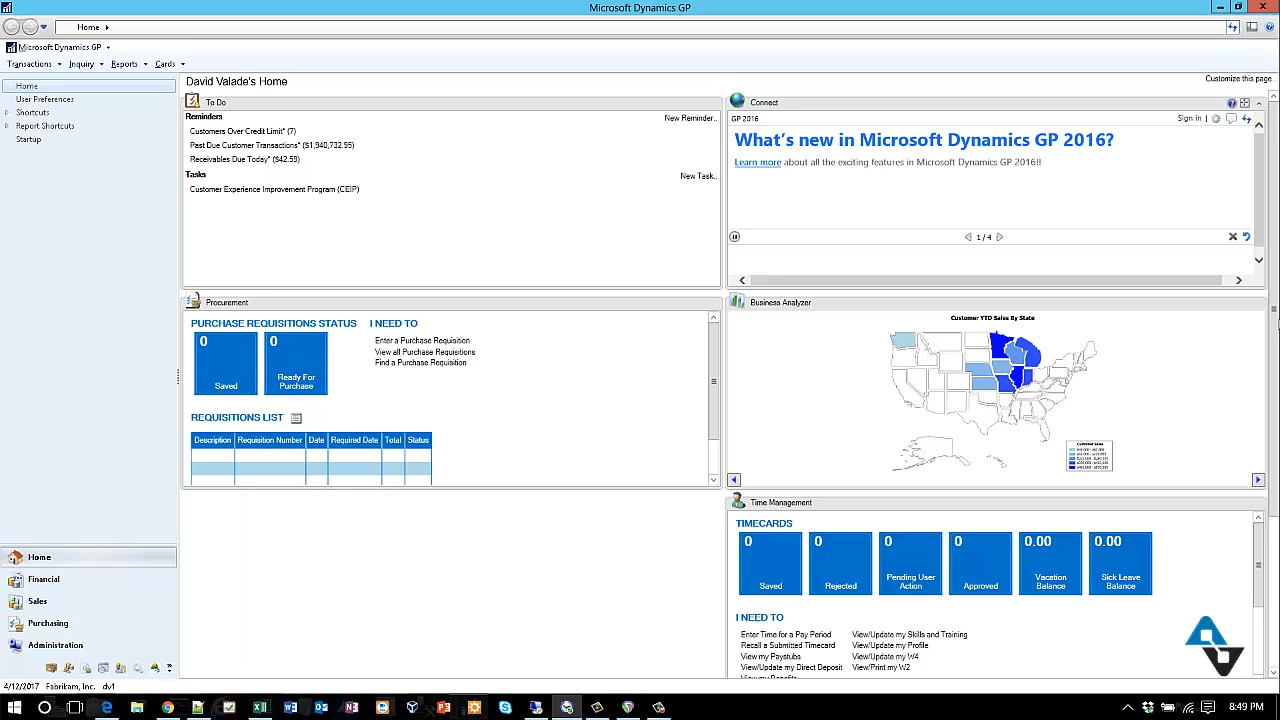 Microsoft Dynamics GP
Home
Microsoft Dynamics GP
Transactions Inquiry Reports Cards
Home
User Preferences
Shortcuts
Report Shortcuts
Startup
Home
Financial
Sales
Purchasing
Administration
David Valade's Home
Customize this page
To Do
Reminders
New Reminder..
Customers Over Credit Limit* (7)
Past Due Customer Transactions* ($1,940,732.95)
Receivables Due Today* ($42.59)
Tasks
New Task..
Customer Experience Improvement Program (CEIP)
Connect
GP 2016
Sign in |
What's new in Microsoft Dynamics GP 2016?
Learn more about all the exciting features in Microsoft Dynamics GP 2016!!
1 / 4
Procurement
PURCHASE REQUISITIONS STATUS
0
Saved
0
Ready For
Purchase
I NEED TO
Enter a Purchase Requisition
View all Purchase Requisitions
Find a Purchase Requisition
REQUISITIONS LIST
Description Requisition Number Date Required Date Total Status
Business Analyzer
Customer YTD Sales By State
Customer Sales
Time Management
TIMECARDS
0
Saved
0
Rejected
0
Pending User
Action
0
Approved
0.00
Vacation
Balance
0.00
Sick Leave
Balance
I NEED TO
Enter Time for a Pay Period
Recall a Submitted Timecard
View my Paystubs
View/Update my Direct Deposit
View my Benefits
View/Update my Skills and Training
View/Update my Profile
View/Update my W4
View/Print my W2
4/12/2017 Fabrikam, Inc. dv1
8:49 PM